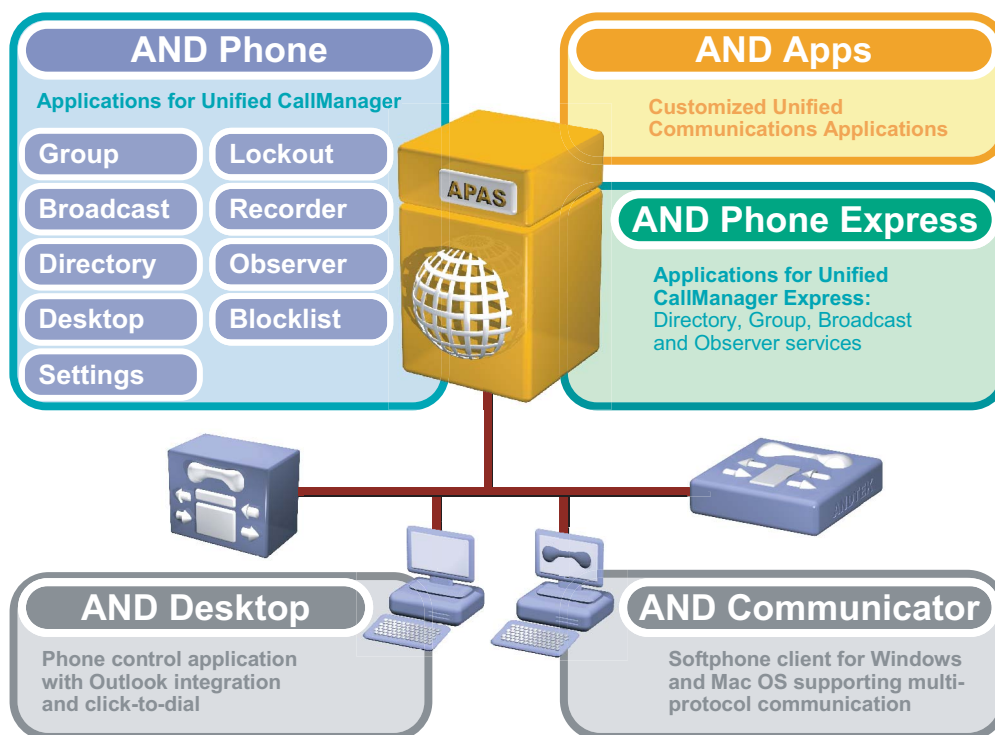 AND Phone
Applications for Unified CallManager
Group
Lockout
Broadcast
Recorder
Directory
Observer
Desktop
Blocklist
Settings
APAS
AND Apps
Customized Unified
Communications Applications
AND Phone Express
Applications for Unified
CallManager Express:
Directory, Group, Broadcast
and Observer services
ANDTEK
AND Desktop
Phone control application
with Outlook integration
and click-to-dial
AND Communicator
Softphone client for Windows
and Mac OS supporting multi-
protocol communication